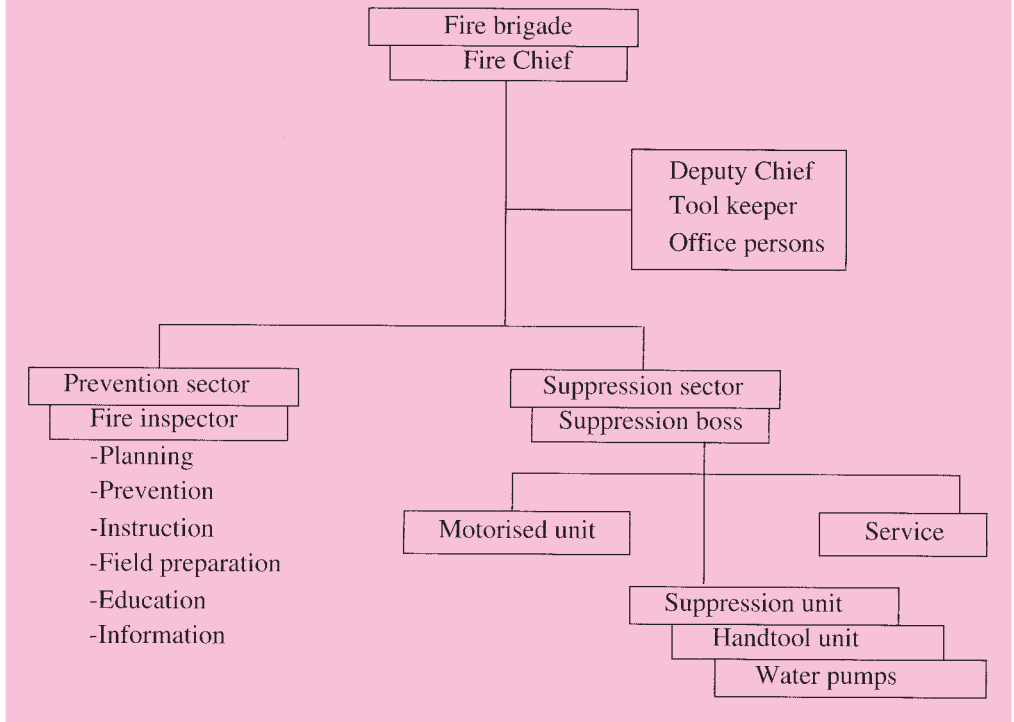 Fire brigade
Fire Chief
Deputy Chief
Tool keeper
Office persons
Prevention sector
Fire inspector
-Planning
-Prevention
-Instruction
-Field preparation
-Education
-Information
Suppression sector
Suppression boss
Motorised unit
Service
Suppression unit
Handtool unit
Water pumps